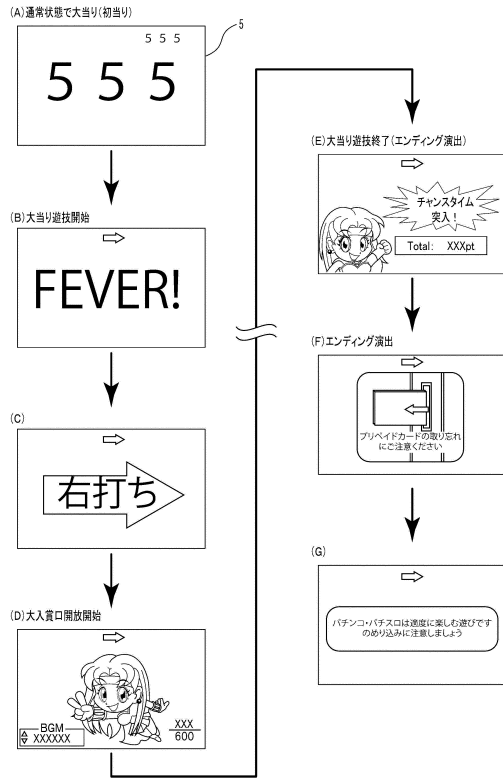 (A)通常状態で大当り(初当り)
5 5 5
5 5 5
5
(B)大当り遊技開始
FEVER!
(C)
右打ち
(D)大入賞口開放開始
BGM
XXXXXX
XXX
600
(E)大当り遊技終了(エンディング演出)
チャンスタイム
突入！
Total: XXXpt
(F)エンディング演出
プリペイドカードの取り忘れ
にご注意ください
(G)
パチンコ・パチスロは適度に楽しむ遊びです
のめり込みに注意しましょう